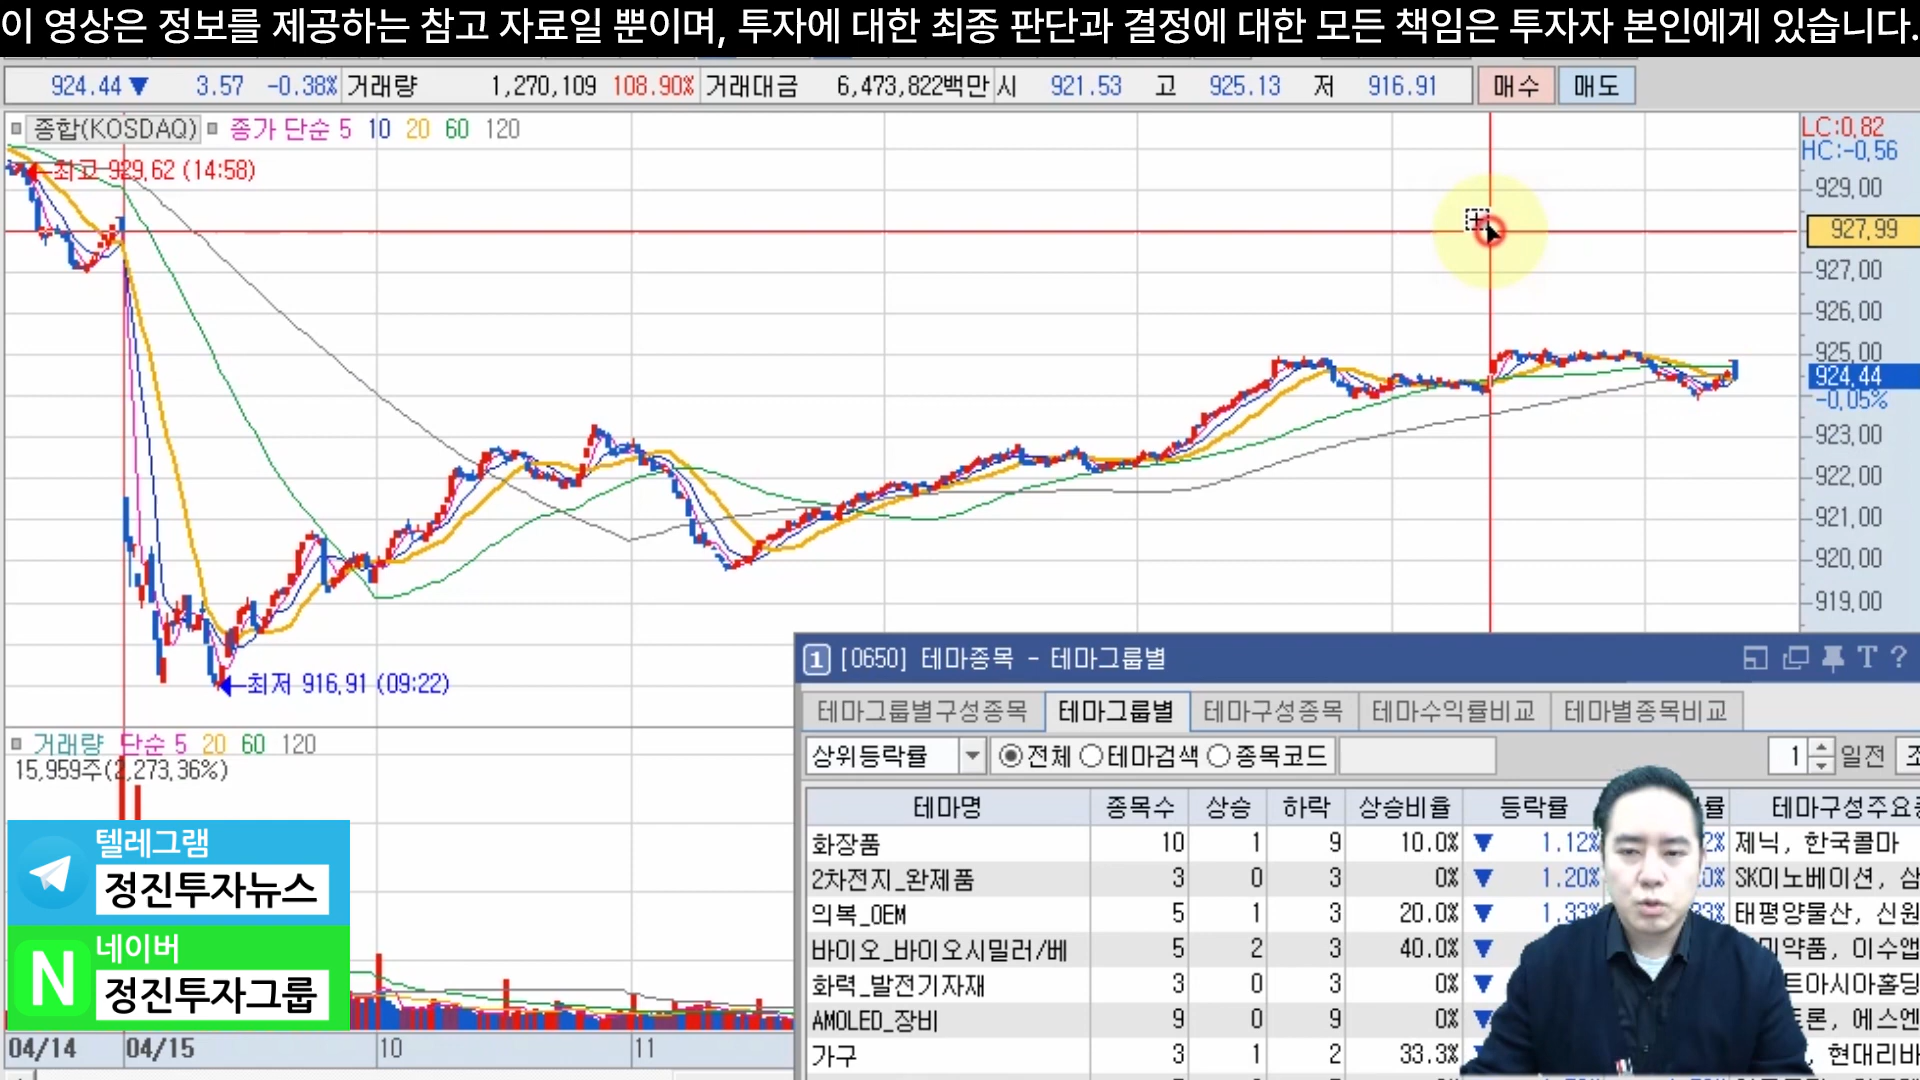 이 영상은 정보를 제공하는 참고 자료일 뿐이며, 투자에 대한 최종 판단과 결정에 대한 모든 책임은 투자자 본인에게 있습니다.
924.44 ▼ 3.57 -0.38% 거래량 1,270,109 108.90% 거래대금 6,473,822백만 시 921.53 고 925.13 저 916.91 매수 매도
종합(KOSDAQ) 종가 단순 5 10 20 60 120
LC:0.82
HC:-0.56
최고 929.62 (14:58)
929.00
927.99
927.00
926.00
925.00
924.44
-0.05%
923.00
922.00
921.00
920.00
919.00
최저 916.91 (09:22)
거래량 단순 5 20 60 120
15,959주(2,273.36%)
텔레그램
정진투자뉴스
네이버
N 정진투자그룹
04/14 04/15 10 11
1 [0650] 테마종목 - 테마그룹별 T ?
테마그룹별구성종목 테마그룹별 테마구성종목 테마수익률비교 테마별종목비교
상위등락률 전체 테마검색 종목코드 1 일전
테마명 종목수 상승 하락 상승비율 등락률 률 테마구성주요
화장품 10 1 9 10.0% ▼ 1.12% 제닉, 한국콜마
2차전지_완제품 3 0 3 0% ▼ 1.20% SK이노베이션, 삼
의복_OEM 5 1 3 20.0% ▼ 1.33% 태평양물산, 신원
바이오_바이오시밀러/베 5 2 3 40.0% ▼ 미약품, 이수앱
화력_발전기자재 3 0 3 0% ▼ 트아시아홀딩
AMOLED_장비 9 0 9 0% ▼ 론, 에스엔
가구 3 1 2 33.3% 현대리바